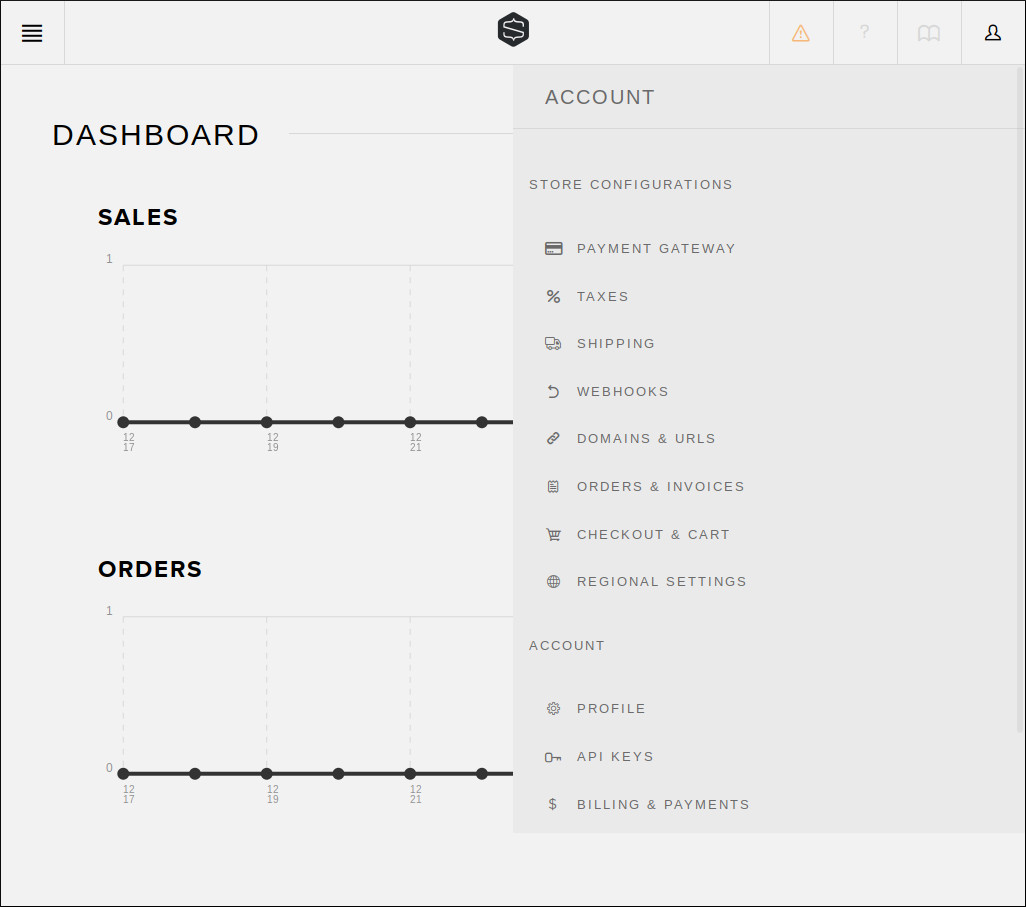 ?
ACCOUNT
DASHBOARD
STORE CONFIGURATIONS
SALES
PAYMENT GATEWAY
1
TAXES
SHIPPING
WEBHOOKS
0
12
17
12
19
12
21
DOMAINS & URLS
ORDERS & INVOICES
CHECKOUT & CART
ORDERS
REGIONAL SETTINGS
1
ACCOUNT
PROFILE
API KEYS
0
12
17
12
19
12
21
$ BILLING & PAYMENTS